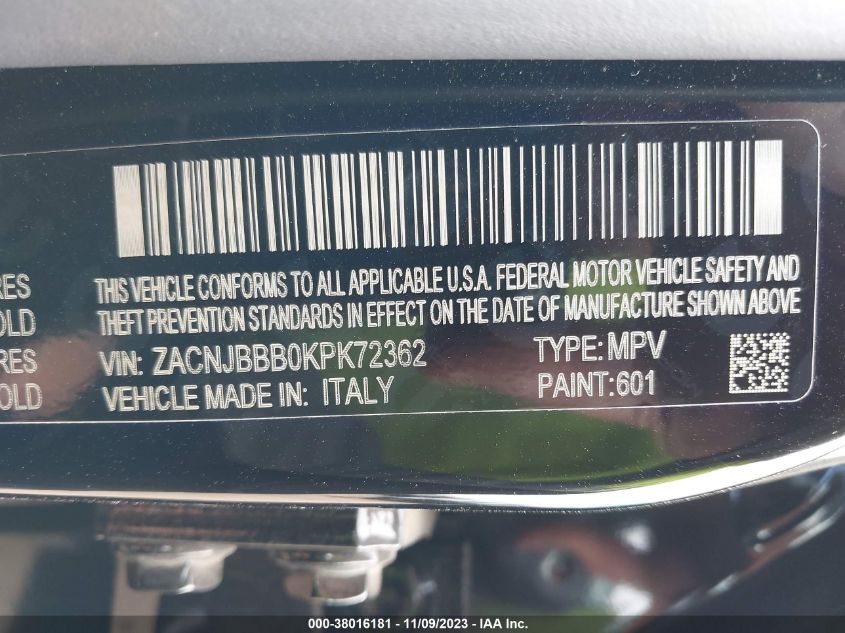 RES
OLD
RES
OLD
THIS VEHICLE CONFORMS TO ALL APPLICABLE U.S.A. FEDERAL MOTOR VEHICLE SAFETY AND
THEFT PREVENTION STANDARDS IN EFFECT ON THE DATE OF MANUFACTURE SHOWN ABOVE
VIN: ZACNJBBB0KPK72362 TYPE: MPV
VEHICLE MADE IN: ITALY PAINT:601
000-38016181 - 11/09/2023 - IAA Inc.